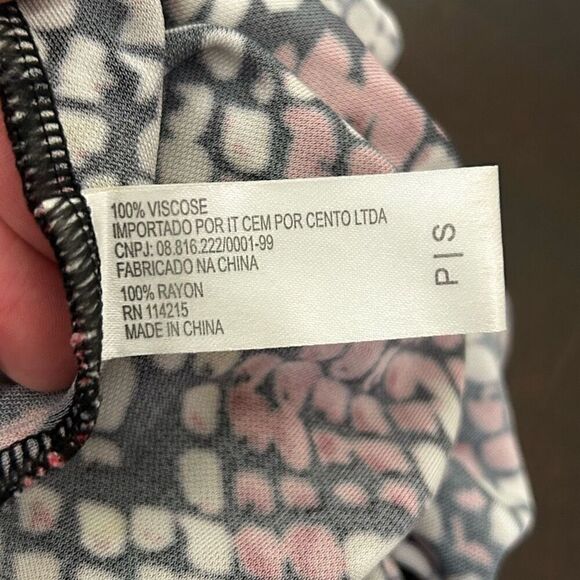 100% VISCOSE
IMPORTADO POR IT CEM POR CENTO LTDA
CNPJ: 08.816.222/0001-99
FABRICADO NA CHINA
100% RAYON
RN 114215
MADE IN CHINA
P|S